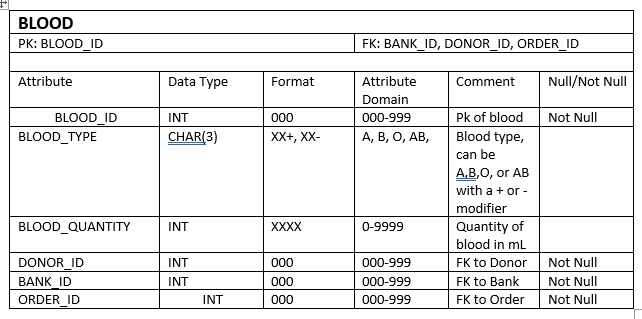 BLOOD
PK: BLOOD_ID FK: BANK_ID, DONOR_ID, ORDER_ID
Attribute Data Type Format Attribute Domain Comment Null/Not Null
BLOOD_ID INT 000 000-999 Pk of blood Not Null
BLOOD_TYPE CHAR(3) XX+, XX- A, B, O, AB, Blood type, can be A,B,O, or AB with a + or - modifier
BLOOD_QUANTITY INT XXXX 0-9999 Quantity of blood in mL
DONOR_ID INT 000 000-999 FK to Donor Not Null
BANK_ID INT 000 000-999 FK to Bank Not Null
ORDER_ID INT 000 000-999 FK to Order Not Null